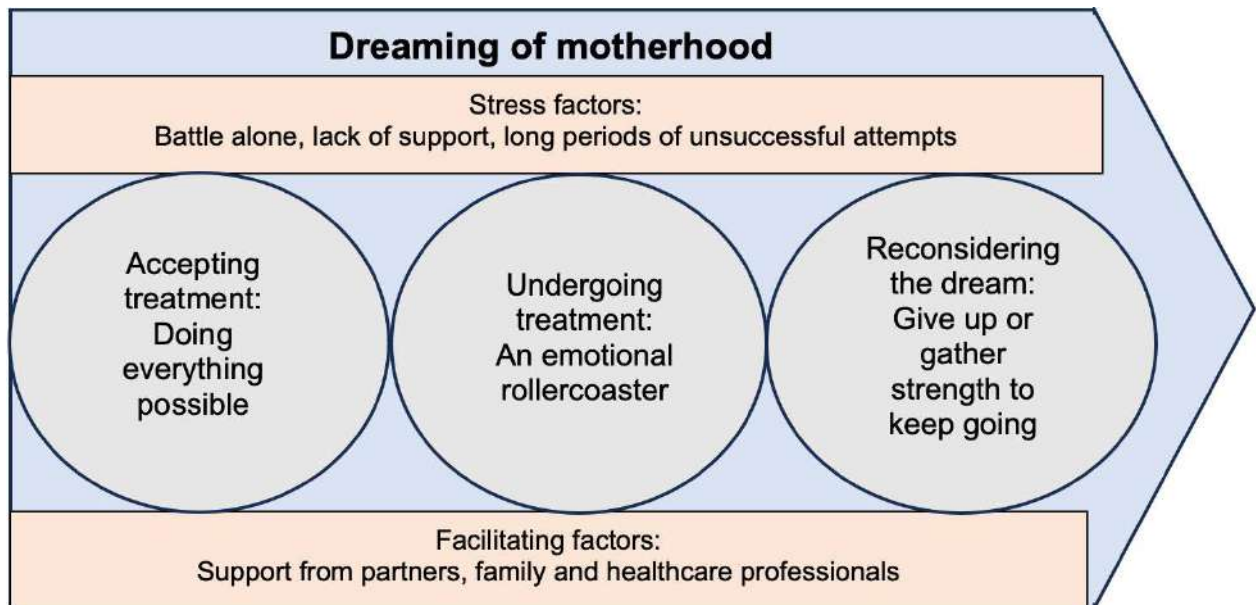 Dreaming of motherhood
Stress factors:
Battle alone, lack of support, long periods of unsuccessful attempts
Accepting
treatment:
Doing
everything
possible
Undergoing
treatment:
An emotional
rollercoaster
Reconsidering
the dream:
Give up or
gather
strength to
keep going
Facilitating factors:
Support from partners, family and healthcare professionals